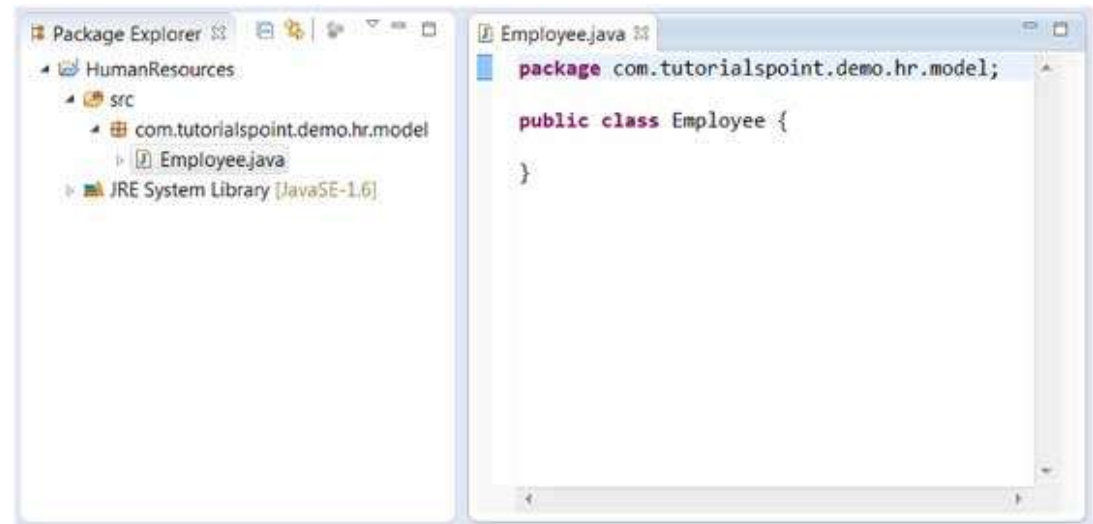 Package Explorer
HumanResources
src
com.tutorialspoint.demo.hr.model
Employee.java
JRE System Library [JavaSE-1.6]
Employee.java
package com.tutorialspoint.demo.hr.model;
public class Employee {
}